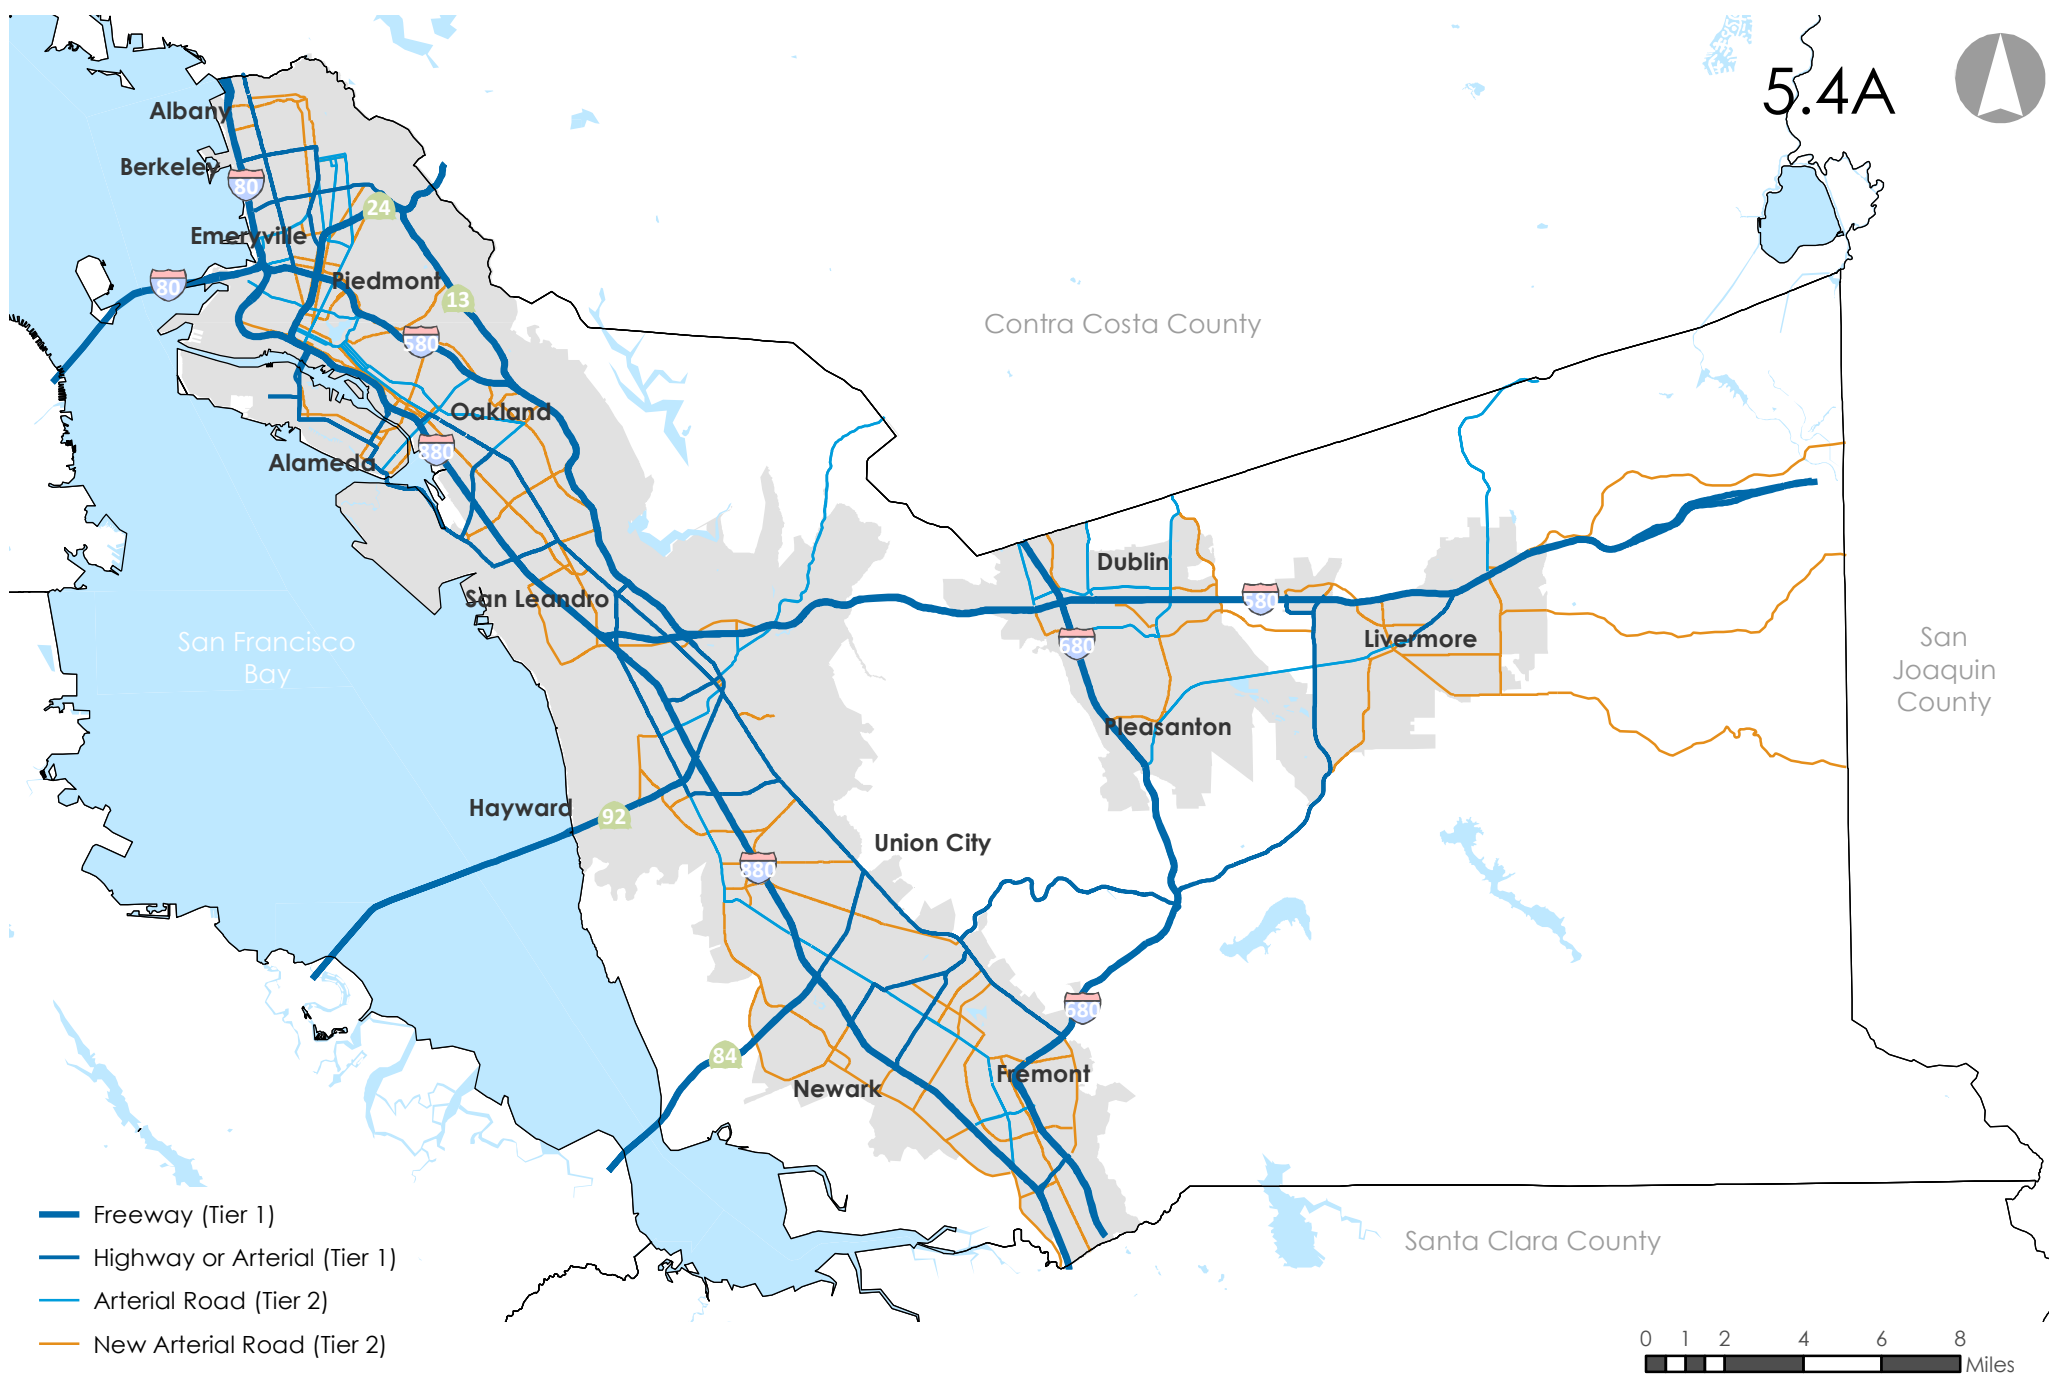 5.4A
Albany
Berkeley
80
24
Emeryville
80
Piedmont
13
Contra Costa County
580
Oakland
880
Alameda
Dublin
San Leandro
580
San Francisco
Bay
680
Livermore
San
Joaquin
County
Pleasanton
Hayward
92
Union City
880
680
84
Fremont
Newark
Freeway (Tier 1)
Highway or Arterial (Tier 1)
Arterial Road (Tier 2)
New Arterial Road (Tier 2)
Santa Clara County
0 1 2 4 6 8
Miles